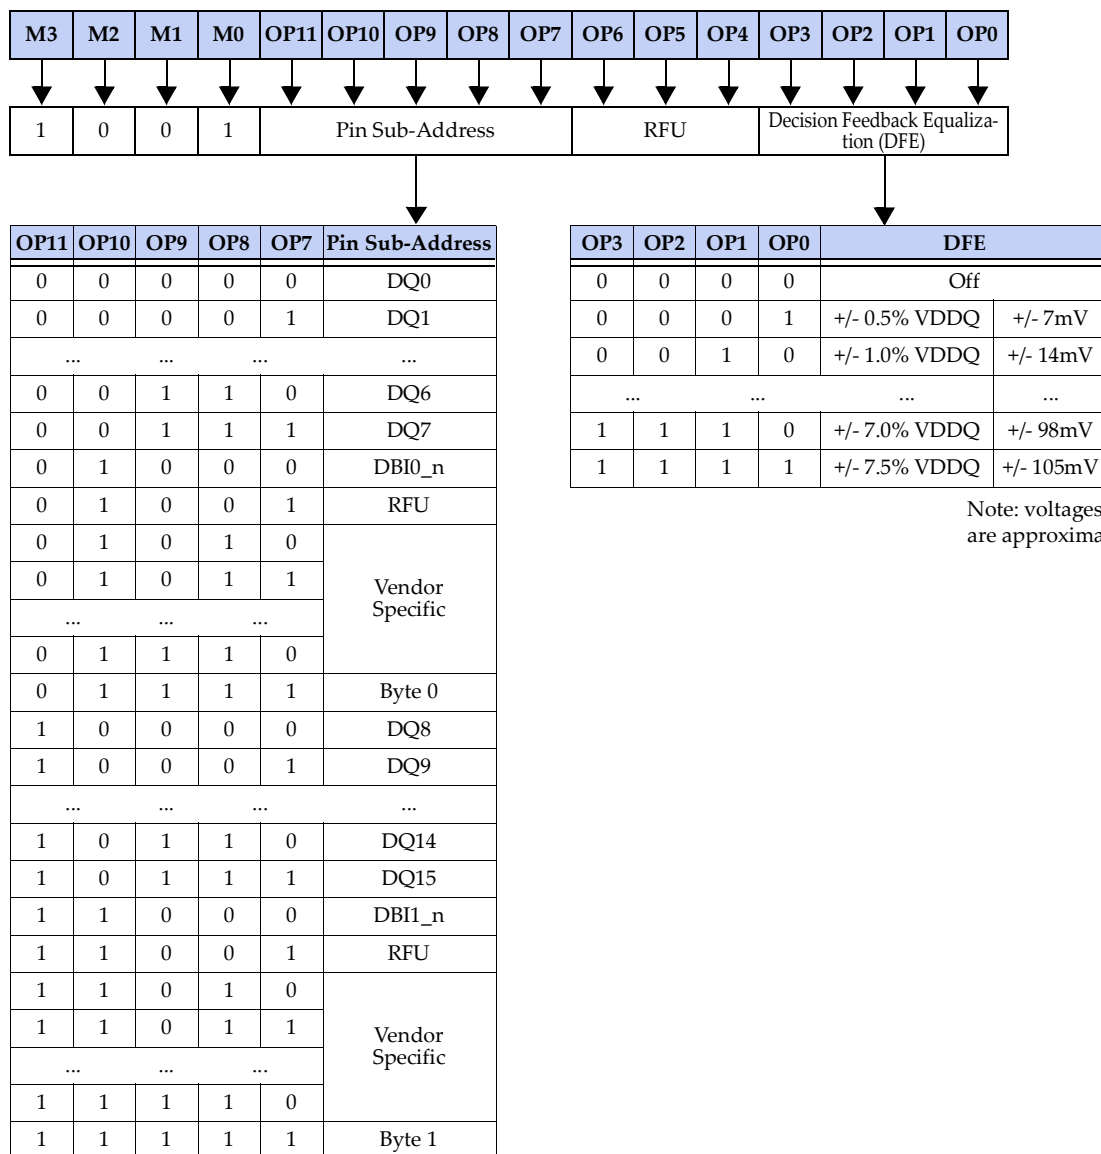 M3 M2 M1 M0 OP11 OP10 OP9 OP8 OP7 OP6 OP5 OP4 OP3 OP2 OP1 OP0
1 0 0 1 Pin Sub-Address RFU Decision Feedback Equaliza-
tion (DFE)
OP11 OP10 OP9 OP8 OP7 Pin Sub-Address
0 0 0 0 0 DQ0
0 0 0 0 1 DQ1
... ... ... ...
0 0 1 1 0 DQ6
0 0 1 1 1 DQ7
0 1 0 0 0 DBI0_n
0 1 0 0 1 RFU
0 1 0 1 0
0 1 0 1 1
Vendor
Specific
... ... ...
0 1 1 1 0
0 1 1 1 1 Byte 0
1 0 0 0 0 DQ8
1 0 0 0 1 DQ9
... ... ... ...
1 0 1 1 0 DQ14
1 0 1 1 1 DQ15
1 1 0 0 0 DBI1_n
1 1 0 0 1 RFU
1 1 0 1 0
1 1 0 1 1
Vendor
Specific
... ... ...
1 1 1 1 0
1 1 1 1 1 Byte 1
OP3 OP2 OP1 OP0 DFE
0 0 0 0 Off
0 0 0 1 +/- 0.5% VDDQ +/- 7mV
0 0 1 0 +/- 1.0% VDDQ +/- 14mV
... ... ... ...
1 1 1 0 +/- 7.0% VDDQ +/- 98mV
1 1 1 1 +/- 7.5% VDDQ +/- 105mV
Note: voltages
are approxima